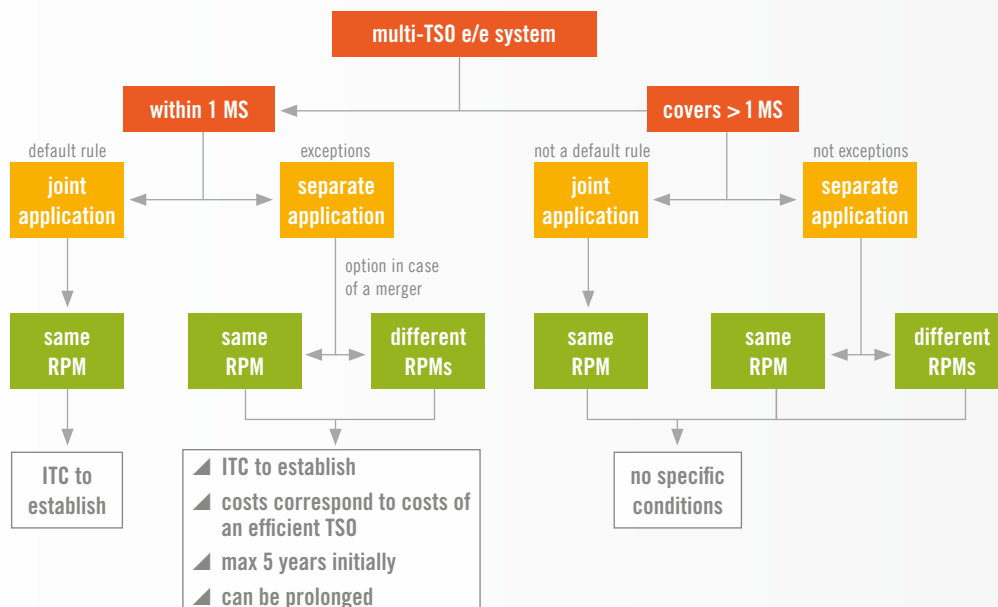 multi-TSO e/e system
within 1 MS
covers > 1 MS
default rule
exceptions
not a default rule
not exceptions
joint
application
separate
application
joint
application
separate
application
option in case
of a merger
same
RPM
same
RPM
different
RPMs
same
RPM
same
RPM
different
RPMs
ITC to
establish
ITC to establish
costs correspond to costs of
an efficient TSO
max 5 years initially
can be prolonged
no specific
conditions